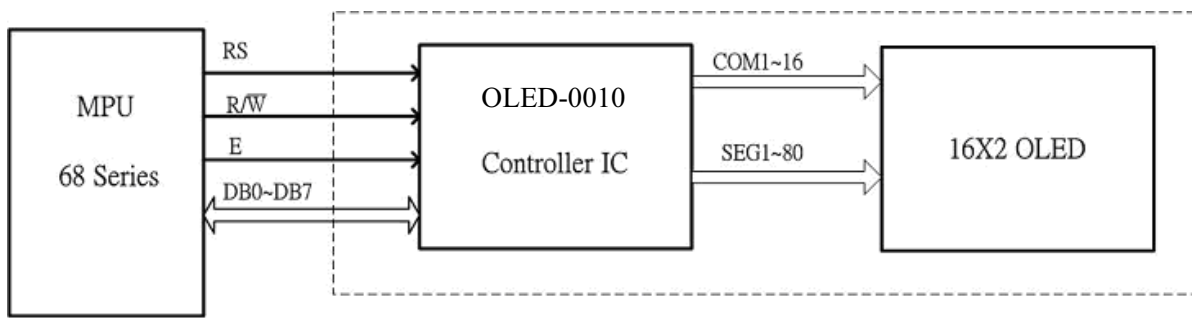 MPU
68 Series
RS
R/W̅
E
DB0~DB7
OLED-0010
Controller IC
COM1~16
SEG1~80
16X2 OLED